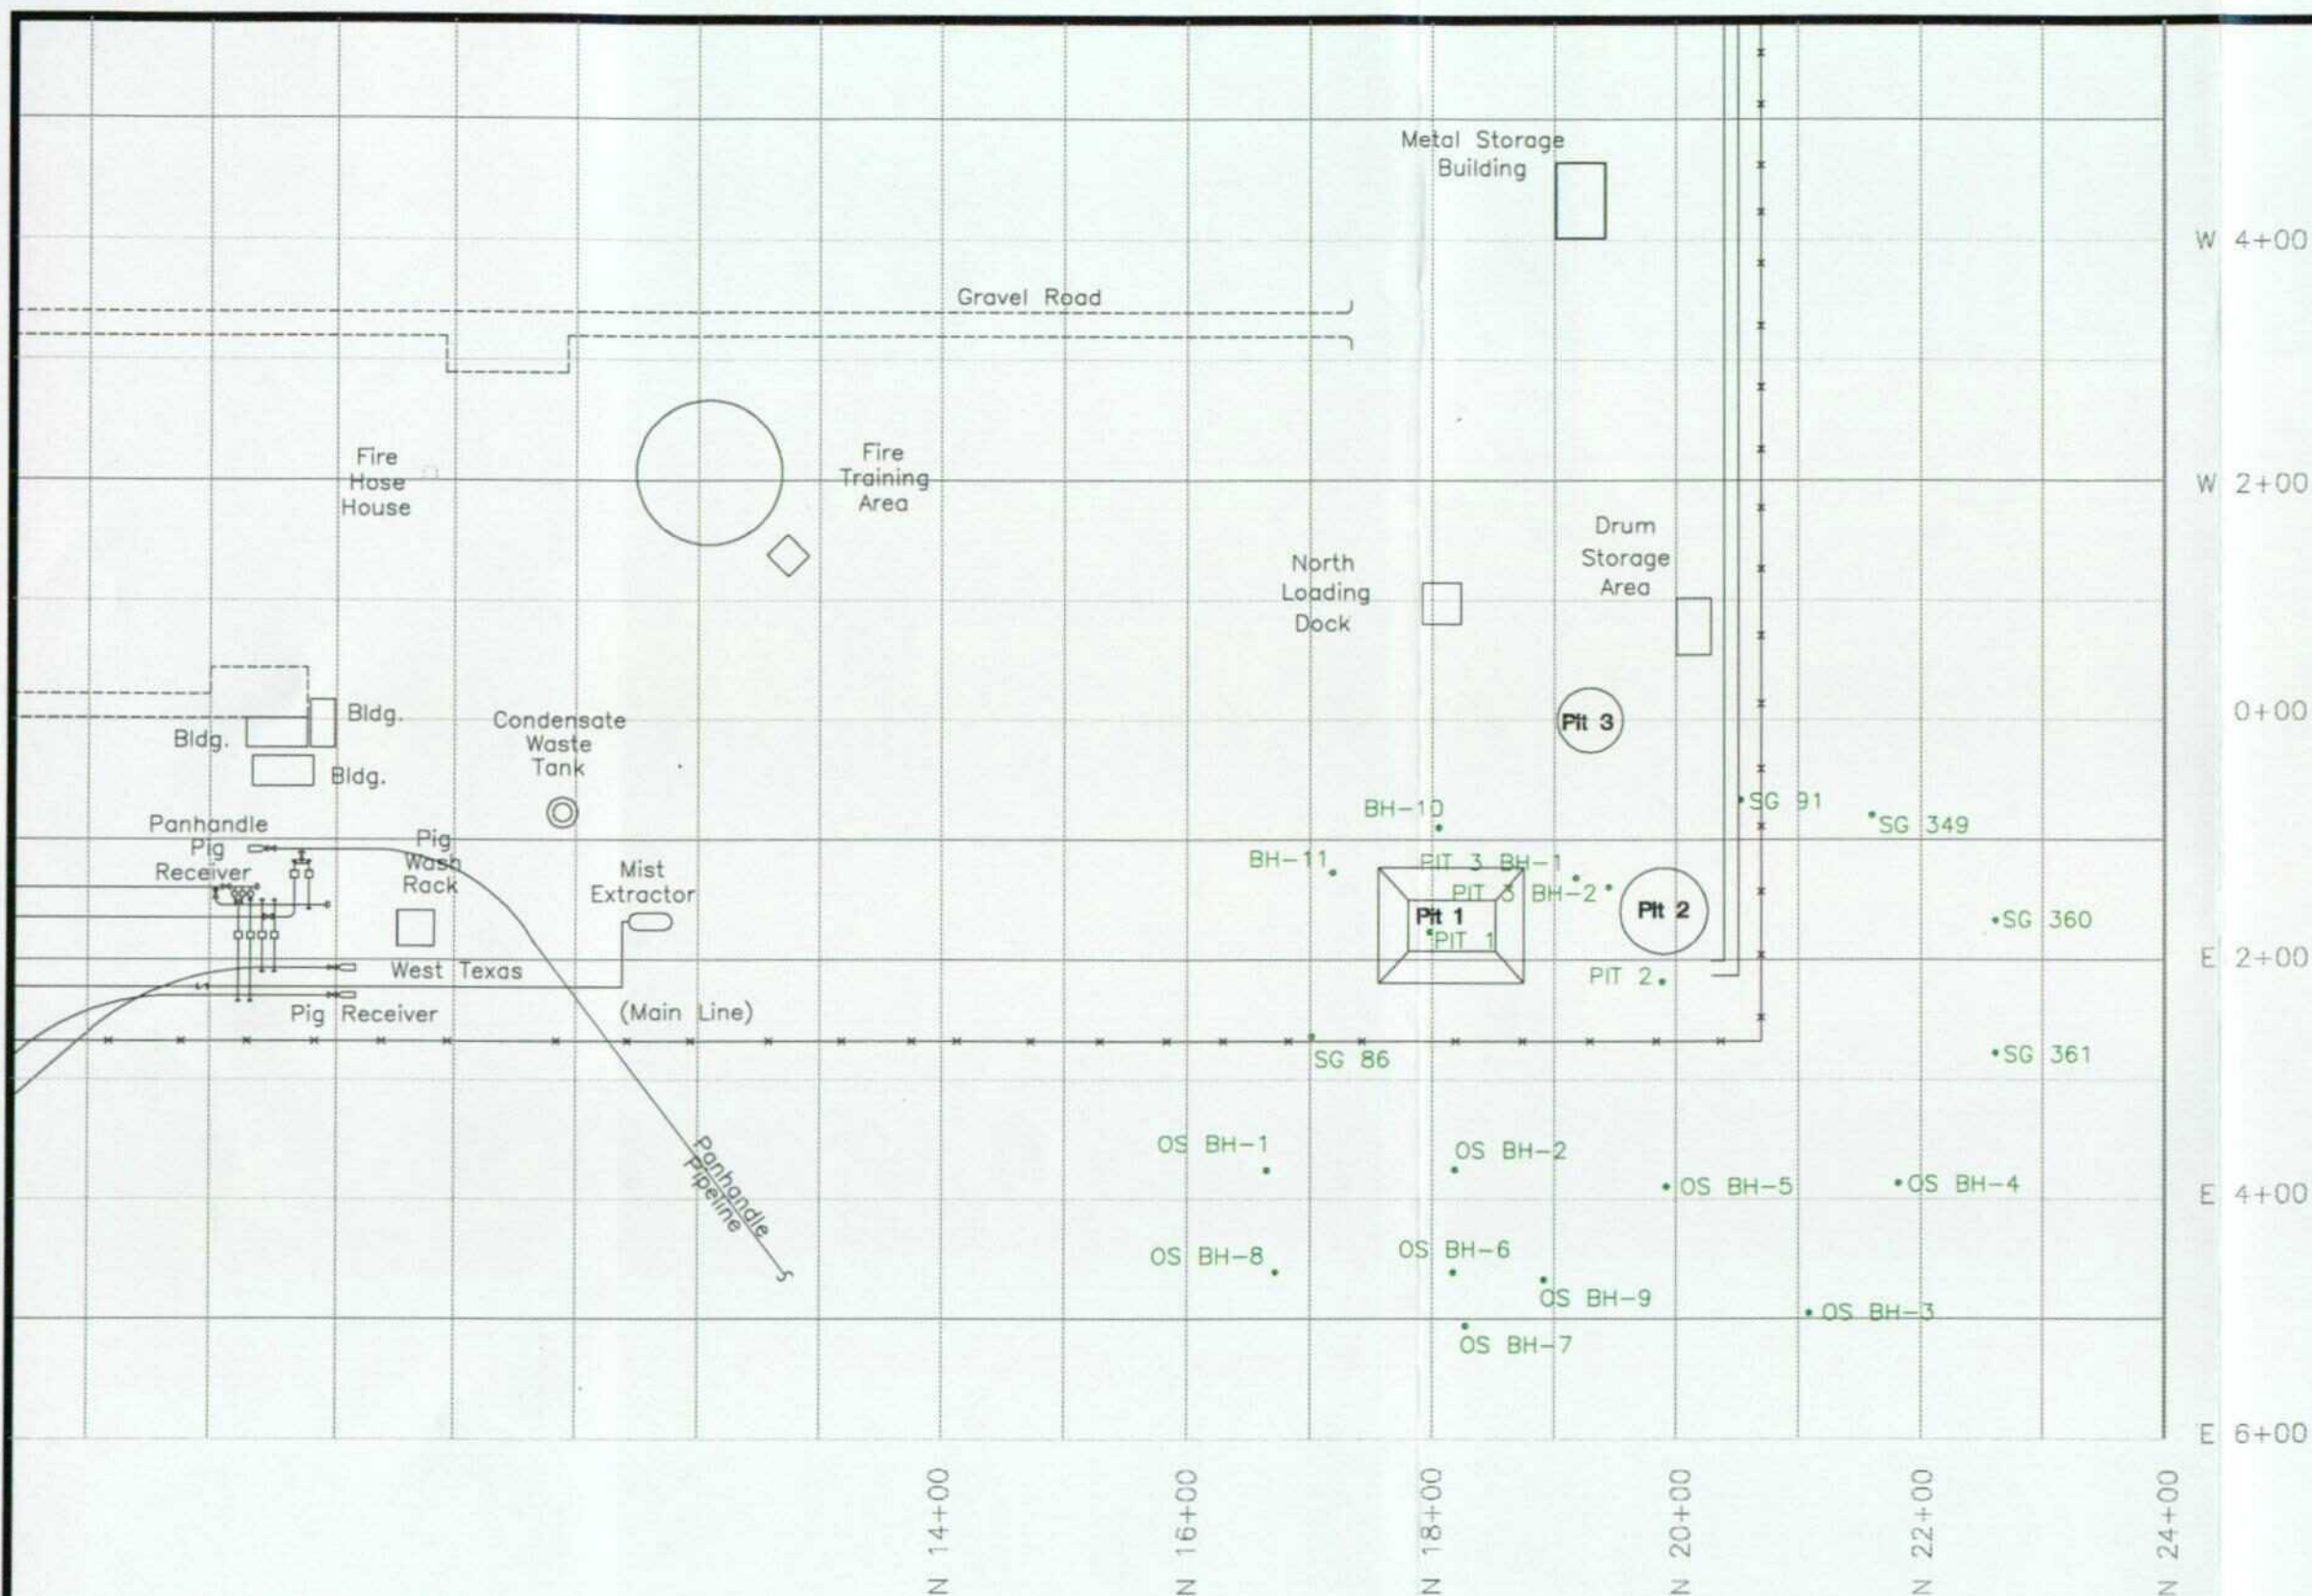 Metal Storage
Building
W 4+00
Gravel Road
Fire
Hose
House
Fire
Training
Area
W 2+00
Drum
Storage
Area
North
Loading
Dock
Bldg.
Bldg.
Bldg.
Condensate
Waste
Tank
Pit 3
0+00
Panhandle
Pig
Receiver
Pig
Wash
Rack
Mist
Extractor
BH-10
BH-11
SG 91
SG 349
PIT 3 BH-1
PIT 3 BH-2
Pit 1
PIT 1
Pit 2
SG 360
PIT 2
E 2+00
West Texas
Pig Receiver
(Main Line)
SG 86
SG 361
Panhandle
Pipeline
OS BH-1
OS BH-2
OS BH-5
OS BH-4
E 4+00
OS BH-8
OS BH-6
OS BH-9
OS BH-3
OS BH-7
E 6+00
N 14+00
N 16+00
N 18+00
N 20+00
N 22+00
N 24+00